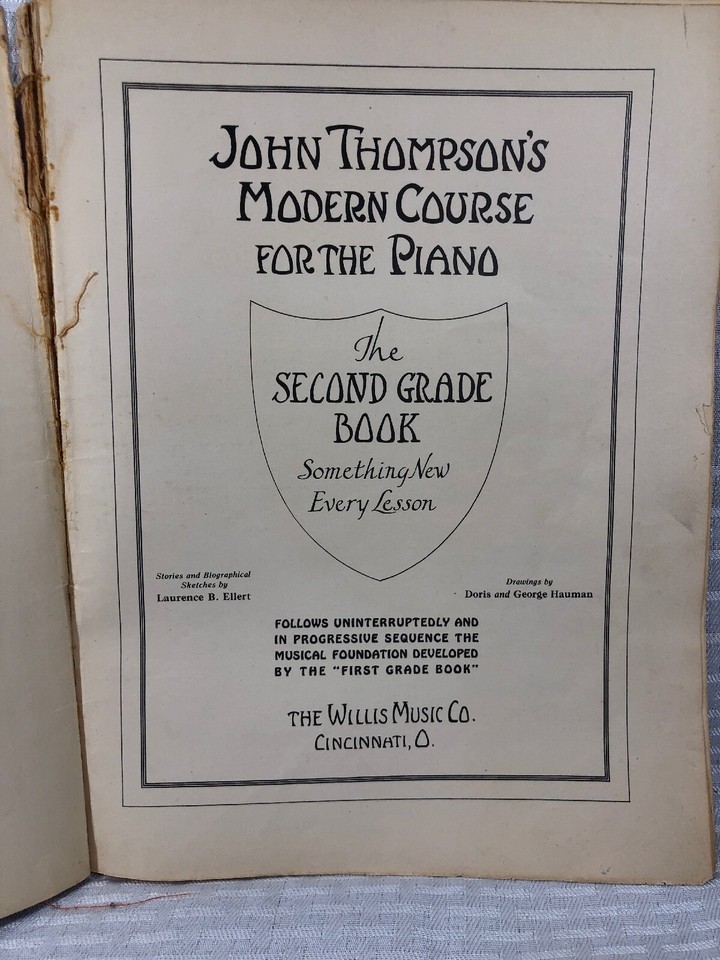 JOHN THOMPSON'S
MODERN COURSE
FOR THE PIANO
The
SECOND GRADE
BOOK
Something New
Every Lesson
Stories and Biographical
Sketches by
Laurence B. Ellert
Drawings by
Doris and George Hauman
FOLLOWS UNINTERRUPTEDLY AND
IN PROGRESSIVE SEQUENCE THE
MUSICAL FOUNDATION DEVELOPED
BY THE "FIRST GRADE BOOK"
THE WILLIS MUSIC CO.
CINCINNATI, O.